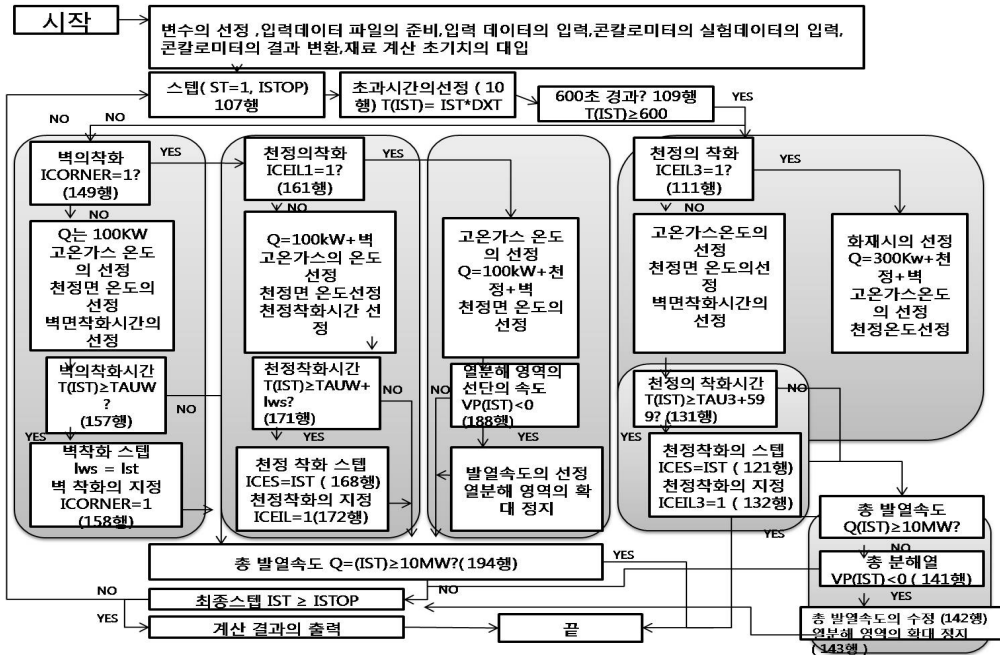 시작
변수의 선정 ,입력데이터 파일의 준비,입력 데이터의 입력,콘칼로미터의 실험데이터의 입력,
콘칼로미터의 결과 변환,재료 계산 초기치의 대입
스텝( ST=1, ISTOP)
107행
초과시간의선정 ( 10
행) T(IST)= IST*DXT
600초 경과? 109행
T(IST)≥600
YES
NO
NO
벽의착화
ICORNER=1?
(149행)
YES
NO
Q는 100KW
고온가스 온도
의 선정
천정면 온도의
선정
벽면착화시간의
선정
벽의착화시간
T(IST)≥TAUW
?
(157행)
NO
YES
벽착화 스텝
lws = lst
벽 착화의 지정
ICORNER=1
(158행)
천정의착화
ICEIL1=1?
(161행)
YES
NO
Q=100kW+벽
고온가스의 온도
선정
천정면 온도선정
천정착화시간 선
정
천정착화시간
T(IST)≥TAUW+
lws?
(171행)
NO
YES
천정 착화 스텝
ICES=IST ( 168행)
천정착화의 지정
ICEIL=1(172행)
고온가스 온도
의 선정
Q=100kW+천
정+벽
천정면 온도의
선정
열분해 영역의
선단의 속도
VP(IST)<0
(188행)
NO
YES
발열속도의 선정
열분해 영역의 확
대 정지
천정의 착화
ICEIL3=1?
(111행)
YES
NO
고온가스온도의
선정
천정면 온도의선
정
벽면착화시간의
선정
화재시의 선정
Q=300Kw+천
정+벽
고온가스온도
의 선정
천정온도선정
천정의 착화시간
T(IST)≥TAU3+59
9? (131행)
NO
YES
천정착화의 스텝
ICES=IST ( 121행)
천정착화의 지정
ICEIL3=1 ( 132행)
총 발열속도
Q(IST)≥10MW?
YES
NO
총 분해열
VP(IST)<0 ( 141행)
YES
총 발열속도의 수정 (142행)
열분해 영역의 확대 정지
( 143행)
총 발열속도 Q=(IST)≥10MW?( 194행)
YES
NO
NO
최종스텝 IST ≥ ISTOP
YES
계산 결과의 출력
끝